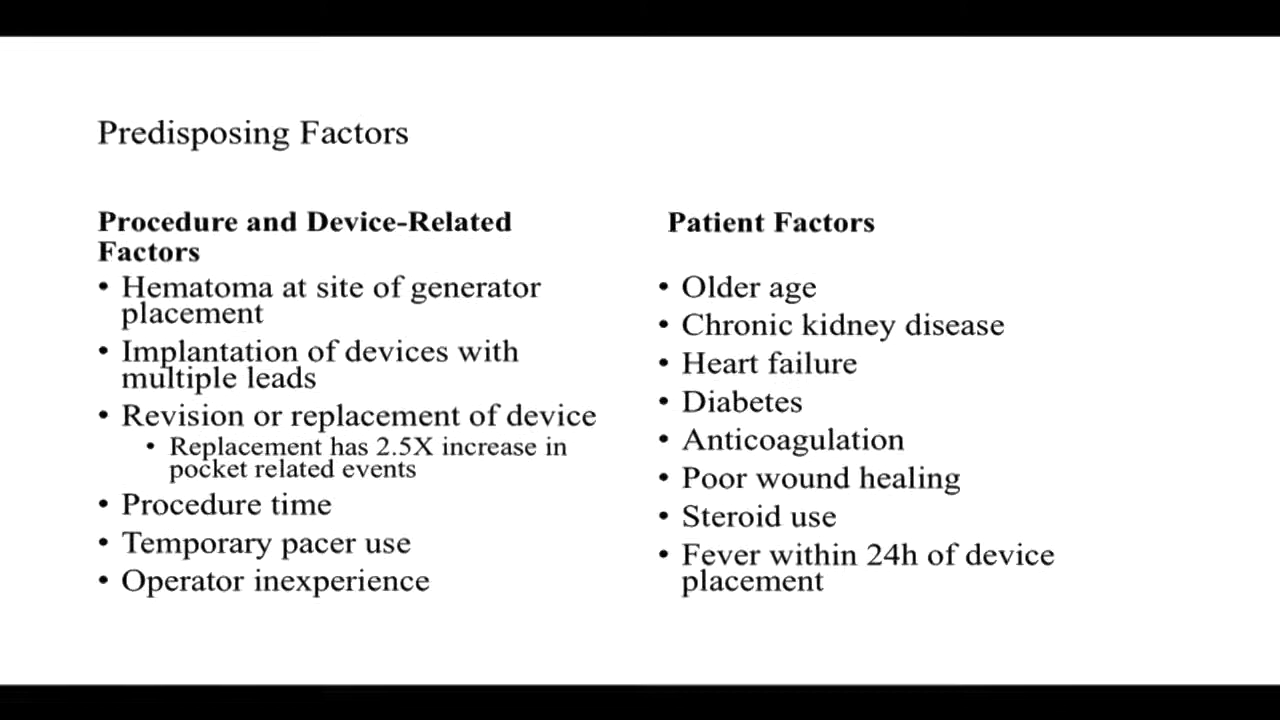 Predisposing Factors
Procedure and Device-Related
Factors
• Hematoma at site of generator
placement
• Implantation of devices with
multiple leads
• Revision or replacement of device
• Replacement has 2.5X increase in
pocket related events
• Procedure time
• Temporary pacer use
• Operator inexperience
Patient Factors
• Older age
• Chronic kidney disease
• Heart failure
• Diabetes
• Anticoagulation
• Poor wound healing
• Steroid use
• Fever within 24h of device
placement